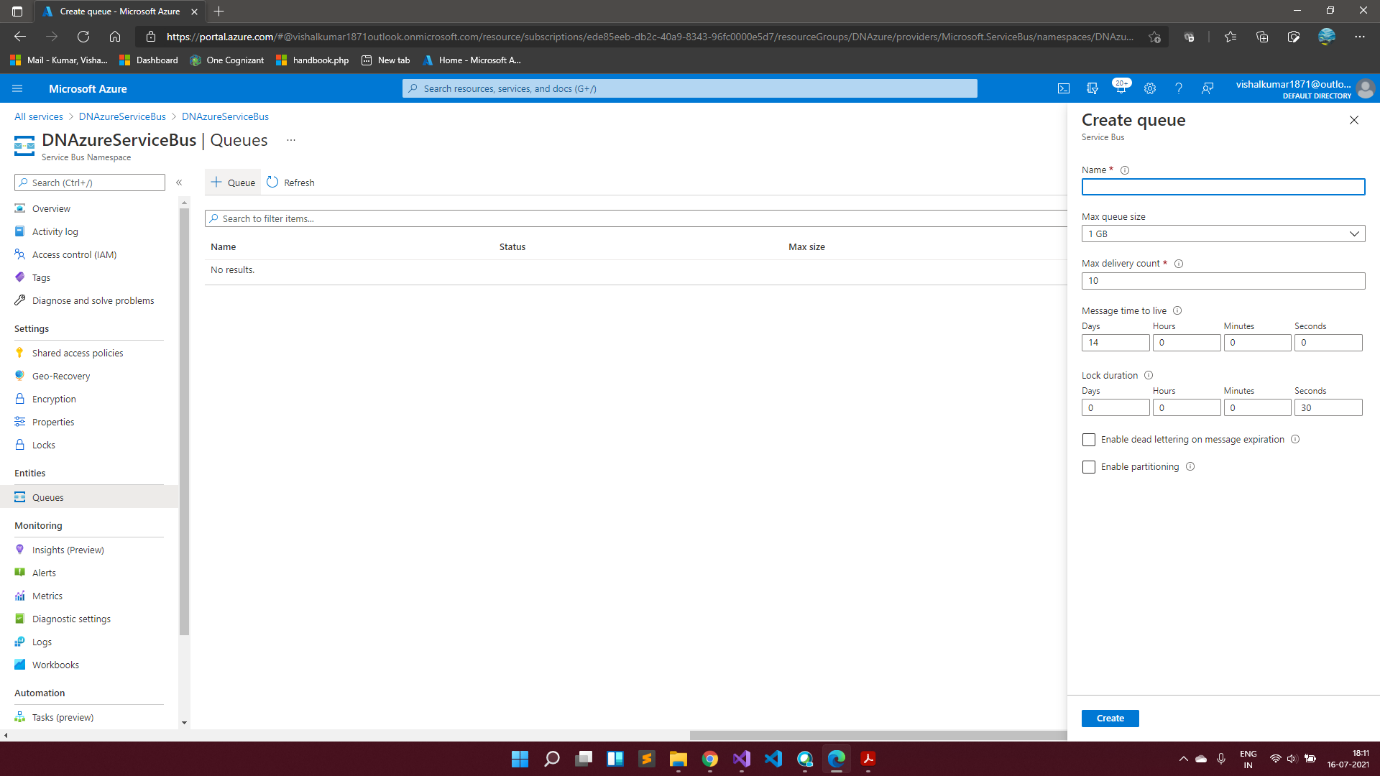 Create queue - Microsoft Azure
https://portal.azure.com/#@vishalkumar1871outlook.onmicrosoft.com/resource/subscriptions/ede85eeb-db2c-40a9-8343-96fc0000e5d7/resourceGroups/DNAzure/providers/Microsoft.ServiceBus/namespaces/DNAzu...
Mail - Kumar, Visha... Dashboard One Cognizant handbook.php New tab Home - Microsoft A...
Microsoft Azure Search resources, services, and docs (G+/) 20+ vishalkumar1871@outlo...
DEFAULT DIRECTORY
All services > DNAzureServiceBus > DNAzureServiceBus
DNAzureServiceBus | Queues ...
Service Bus Namespace
Search (Ctrl+/) «
Overview
Activity log
Access control (IAM)
Tags
Diagnose and solve problems
Settings
Shared access policies
Geo-Recovery
Encryption
Properties
Locks
Entities
Queues
Monitoring
Insights (Preview)
Alerts
Metrics
Diagnostic settings
Logs
Workbooks
Automation
Tasks (preview)
+ Queue Refresh
Search to filter items...
Name Status Max size
No results.
Create queue
Service Bus
Name *
Max queue size
1 GB
Max delivery count *
10
Message time to live
Days Hours Minutes Seconds
14 0 0 0
Lock duration
Days Hours Minutes Seconds
0 0 0 30
Enable dead lettering on message expiration
Enable partitioning
Create
ENG
IN
18:11
16-07-2021